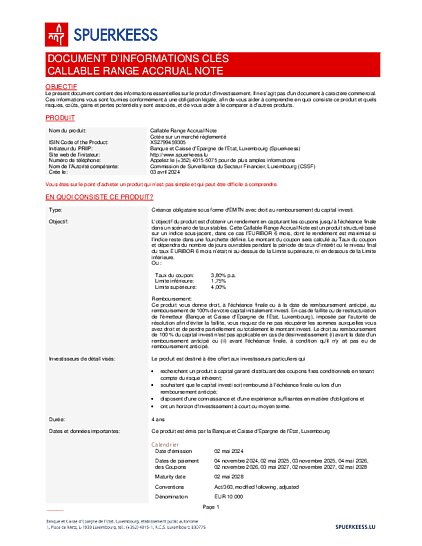 SPUERKEESS
DOCUMENT D'INFORMATIONS CLÉS
CALLABLE RANGE ACCRUAL NOTE
OBJECTIF
Le présent document contient des informations essentielles sur le produit d'investissement. Il ne s'agit pas d'un document à caractère commercial.
Ces informations vous sont fournies conformément à une obligation légale, afin de vous aider à comprendre en quoi consiste ce produit et quels
risques, coûts, gains et pertes potentiels y sont associés, et de vous aider à le comparer à d'autres produits.
PRODUIT
Nom du produit: Callable Range Accrual Note
Cotée sur un marché réglementé
ISIN Code of the Product: XS2799459305
Initiateur du PRIIP: Banque et Caisse d'Epargne de l'Etat, Luxembourg (Spuerkeess)
Site web de l'initiateur: http://www.spuerkeess.lu
Numéro de téléphone: Appelez le (+352) 4015-5075 pour de plus amples informations
Nom de l'Autorité compétente: Commission de Surveillance du Secteur Financier, Luxembourg (CSSF)
Crée le: 03 avril 2024
Vous êtes sur le point d'acheter un produit qui n'est pas simple et qui peut être difficile à comprendre.
EN QUOI CONSISTE CE PRODUIT?
Type: Créance obligataire sous forme d'EMTN avec droit au remboursement du capital investi.
Objectif: L'objectif du produit est d'obtenir un rendement en capturant les coupons jusqu'à l'échéance finale
dans un scénario de taux stables. Cette Callable Range Accrual Note est un produit structuré basé
sur un indice sous-jacent, dans ce cas l'EURIBOR 6 mois, dont le rendement est maximisé si
l'indice reste dans une fourchette définie. Le montant du coupon sera calculé au Taux du coupon
et dépendra du nombre de jours ouvrables pendant la période de taux d'intérêt où le niveau final
du taux EURIBOR 6 mois n'était ni au-dessus de la Limite supérieure, ni en dessous de la Limite
inférieure.
Où :
Taux du coupon: 3,80% p.a.
Limite inférieure: 1,75%
Limite supérieure: 4,00%
Remboursement:
Ce produit vous donne droit, à l'échéance finale ou à la date de remboursement anticipé, au
remboursement de 100% de votre capital initialement investi. En cas de faillite ou de restructuration
de l'émetteur (Banque et Caisse d'Epargne de l'Etat, Luxembourg), imposée par l'autorité de
résolution afin d'éviter la faillite, vous risquez de ne pas récupérer les sommes auxquelles vous
avez droit et de perdre partiellement ou totalement le montant investi. Le droit au remboursement
de 100 % du capital investi n'est pas applicable en cas de désinvestissement (i) avant la date d'un
remboursement anticipé ou (ii) avant l'échéance finale, à condition qu'il n'y ait pas eu de
remboursement anticipé.
Investisseurs de détail visés: Le produit est destiné à être offert aux investisseurs particuliers qui
• recherchent un produit à capital garanti distribuant des coupons fixes conditionnels en tenant
compte du risque inhérent;
• souhaitent que le capital investi soit remboursé à l'échéance finale ou lors d'un
remboursement anticipé;
• disposent d'une connaissance et d'une expérience suffisantes en matière d'obligations et
• ont un horizon d'investissement à court ou moyen terme.
Durée: 4 ans
Dates et données importantes: Ce produit est émis par la Banque et Caisse d'Epargne de l'Etat, Luxembourg
Calendrier
Date d'émission 02 mai 2024
Dates de paiement 04 novembre 2024, 02 mai 2025, 03 novembre 2025, 04 mai 2026,
des Coupons 02 novembre 2026, 03 mai 2027, 02 novembre 2027, 02 mai 2028
Maturity date 02 mai 2028
Conventions Act/360, modified following, adjusted
Dénomination EUR 10.000
Page 1
Banque et Caisse d'Epargne de l'Etat, Luxembourg, établissement public autonome
1, Place de Metz, L-1930 Luxembourg, tél.: (+352) 4015-1, R.C.S. Luxembourg B30775
SPUERKEESS.LU